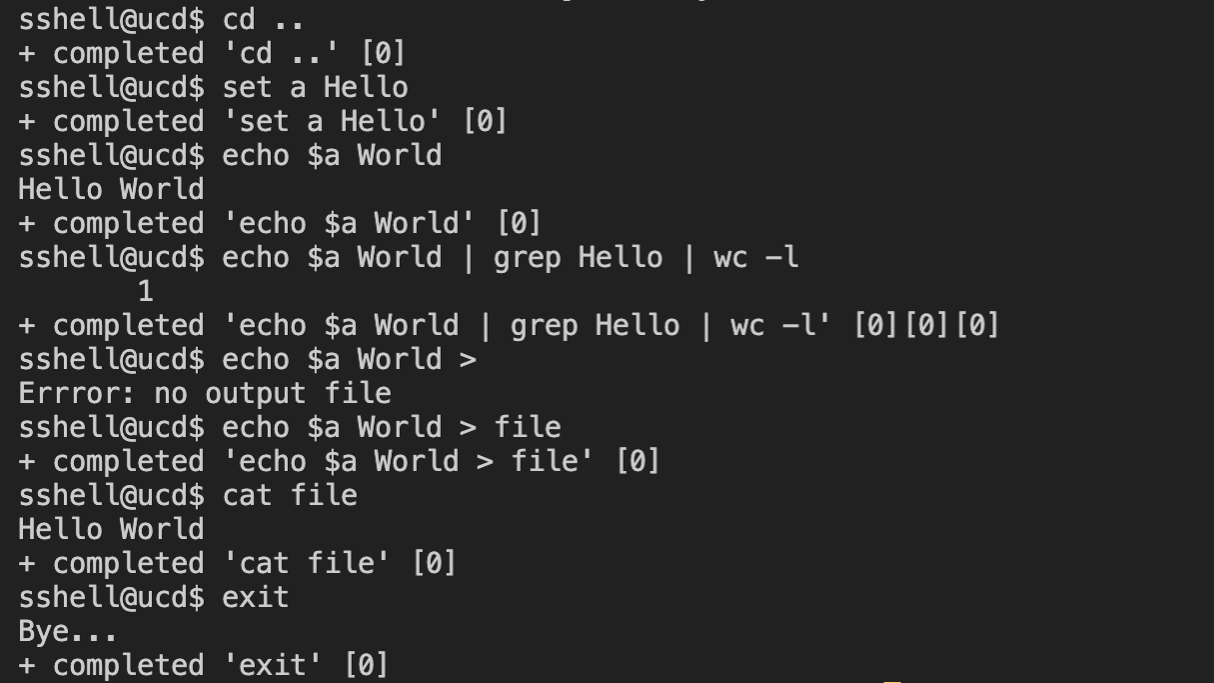 sshell@ucd$ cd ..
+ completed 'cd ..' [0]
sshell@ucd$ set a Hello
+ completed 'set a Hello' [0]
sshell@ucd$ echo $a World
Hello World
+ completed 'echo $a World' [0]
sshell@ucd$ echo $a World | grep Hello | wc -l
       1
+ completed 'echo $a World | grep Hello | wc -l' [0][0][0]
sshell@ucd$ echo $a World >
Errror: no output file
sshell@ucd$ echo $a World > file
+ completed 'echo $a World > file' [0]
sshell@ucd$ cat file
Hello World
+ completed 'cat file' [0]
sshell@ucd$ exit
Bye...
+ completed 'exit' [0]